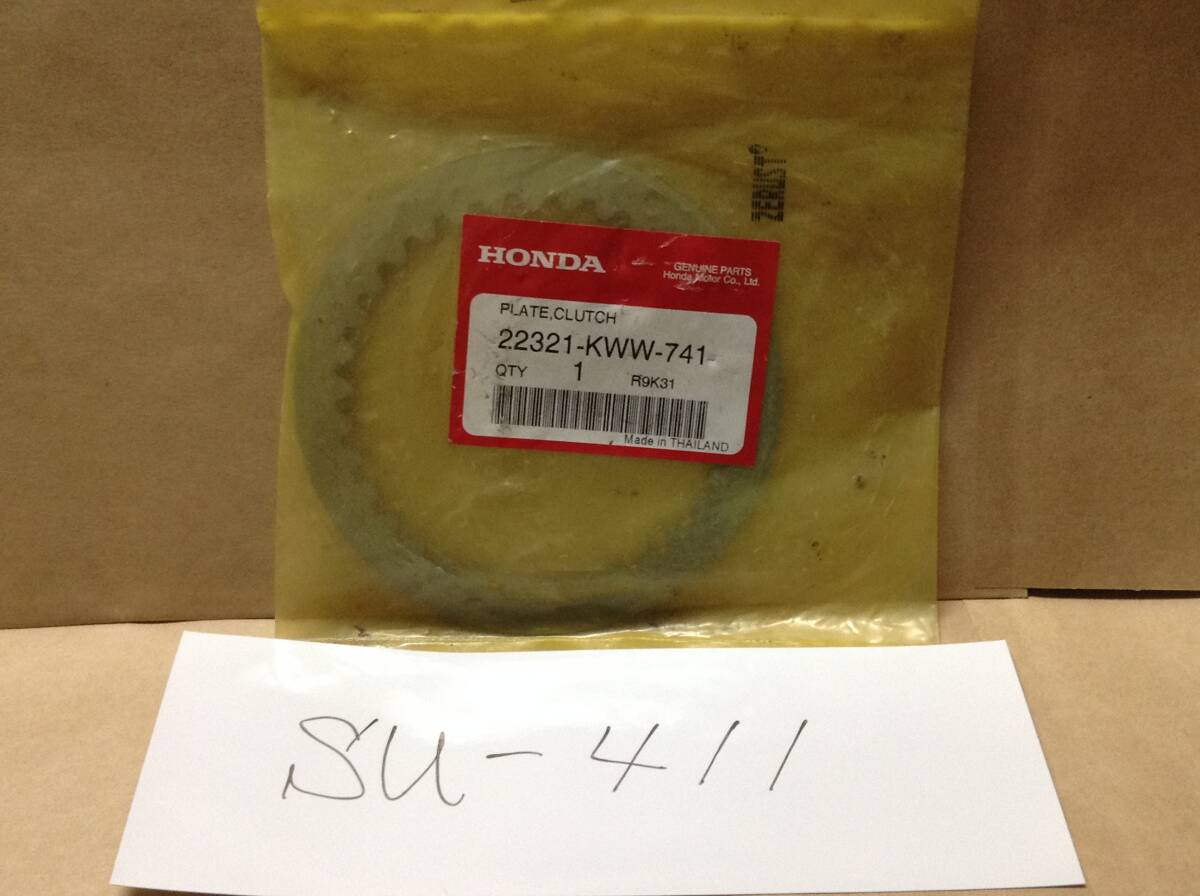 ZERUST
HONDA
GENUINE PARTS
Honda Motor Co., Ltd.
PLATE,CLUTCH
22321-KWW-741
QTY 1 R9K31
Made in THAILAND
SU-411